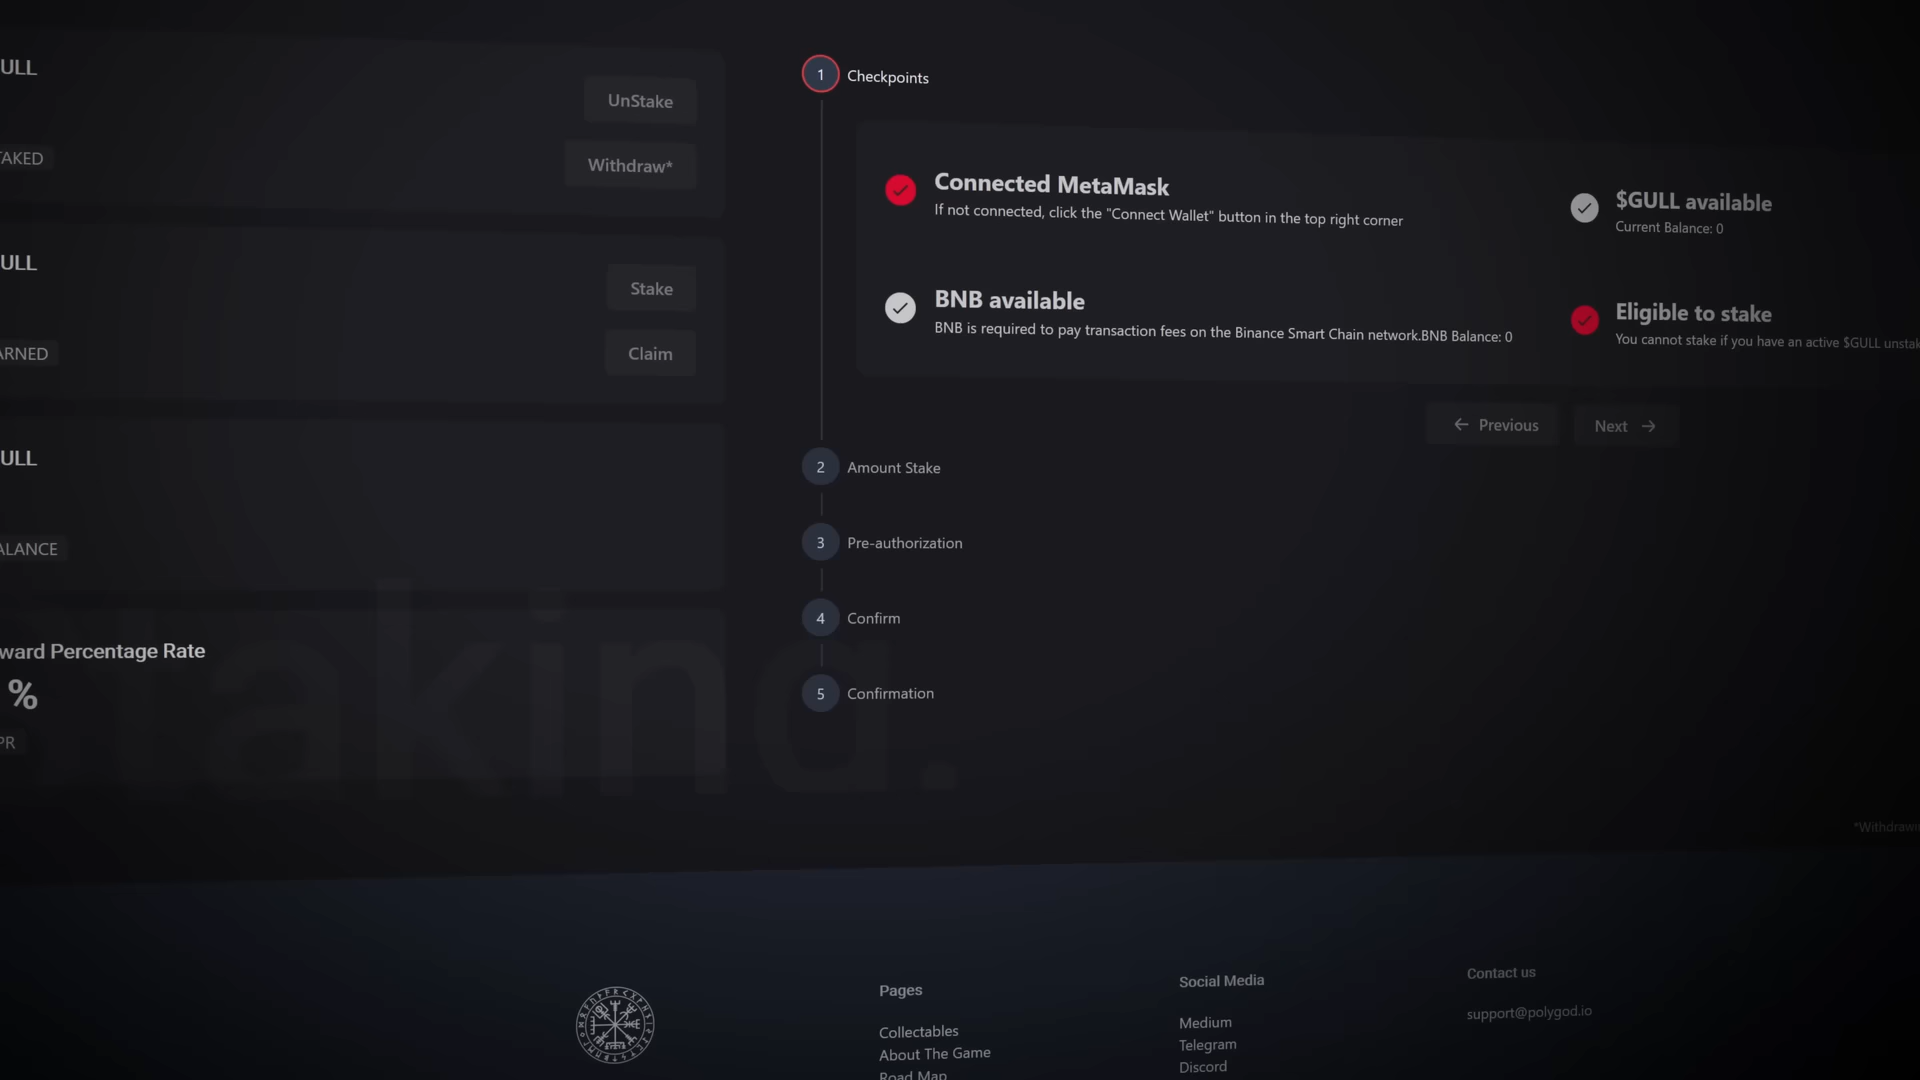 ULL
UnStake
TAKED
Withdraw*
ULL
Stake
ARNED
Claim
ULL
ALANCE
ward Percentage Rate
%
PR
1 Checkpoints
Connected MetaMask
If not connected, click the "Connect Wallet" button in the top right corner
$GULL available
Current Balance: 0
BNB available
BNB is required to pay transaction fees on the Binance Smart Chain network.BNB Balance: 0
Eligible to stake
You cannot stake if you have an active $GULL unstak
← Previous
Next →
2 Amount Stake
3 Pre-authorization
4 Confirm
5 Confirmation
Staking.
*Withdrawi
Pages
Collectables
About The Game
Road Map
Social Media
Medium
Telegram
Discord
Contact us
support@polygod.io